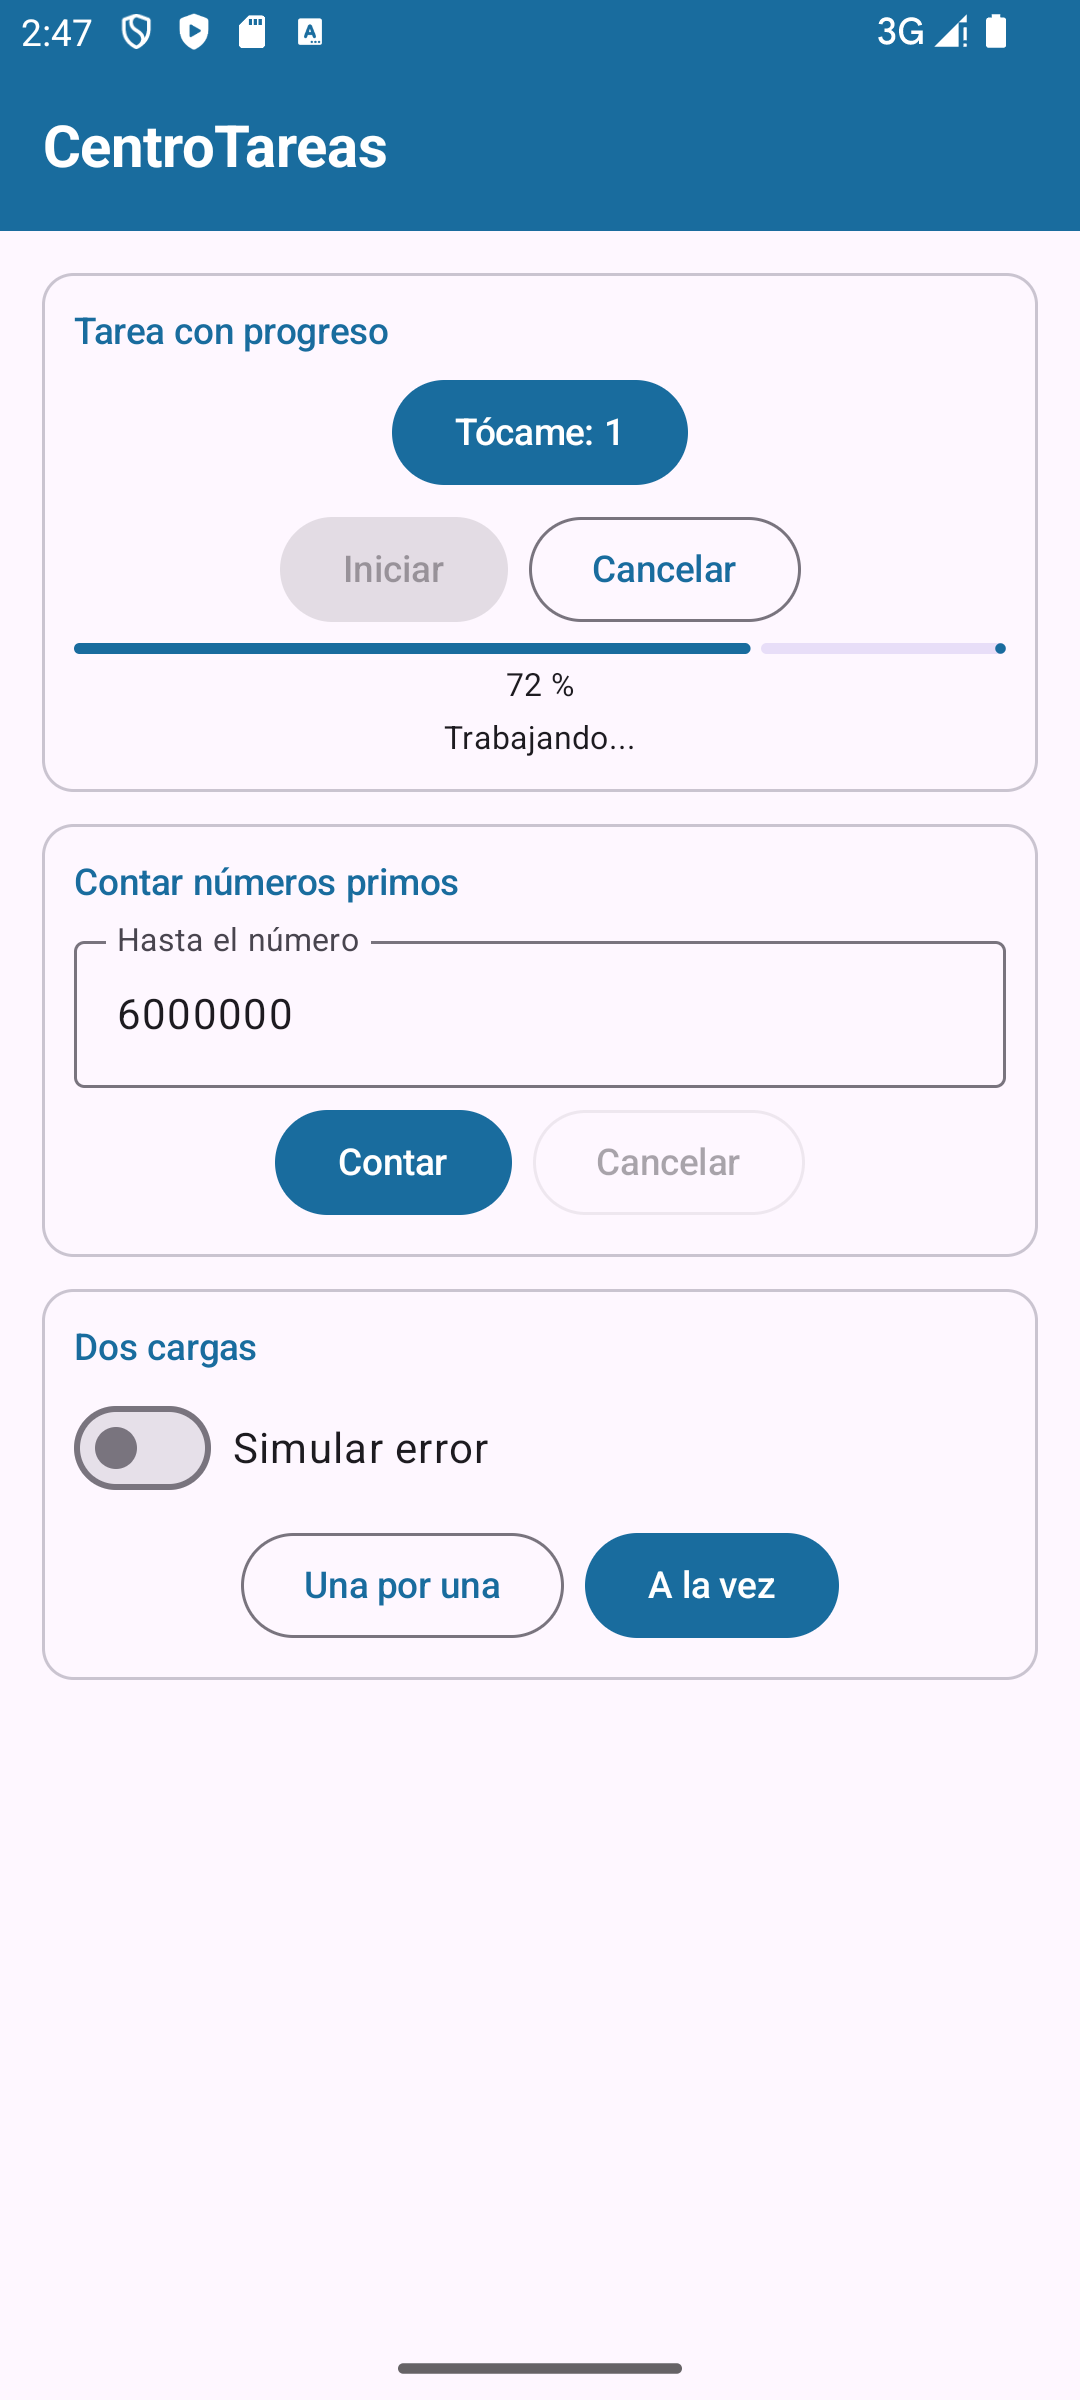 2:47
3G
CentroTareas
Tarea con progreso
Tócame: 1
Iniciar
Cancelar
72 %
Trabajando...
Contar números primos
Hasta el número
6000000
Contar
Cancelar
Dos cargas
Simular error
Una por una
A la vez